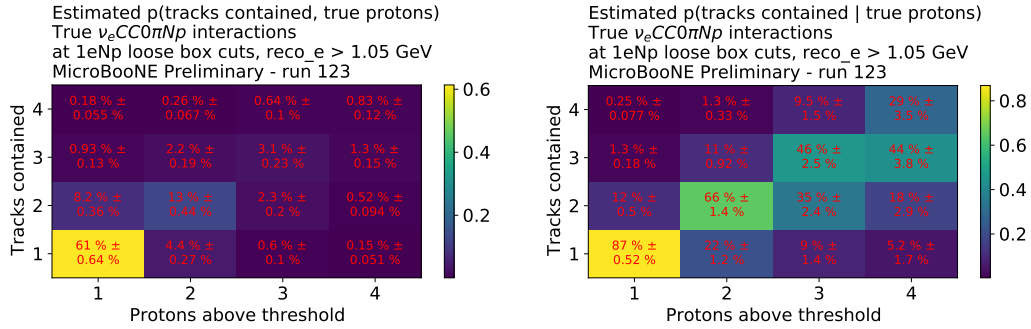 Estimated p(tracks contained, true protons)
True νeCC0πNp interactions
at 1eNp loose box cuts, reco_e > 1.05 GeV
MicroBooNE Preliminary - run 123
Tracks contained
4
3
2
1
0.18 % ±
0.055 %
0.26 % ±
0.067 %
0.64 % ±
0.1 %
0.83 % ±
0.12 %
0.93 % ±
0.13 %
2.2 % ±
0.19 %
3.1 % ±
0.23 %
1.3 % ±
0.15 %
8.2 % ±
0.36 %
13 % ±
0.44 %
2.3 % ±
0.2 %
0.52 % ±
0.094 %
61 % ±
0.64 %
4.4 % ±
0.27 %
0.6 % ±
0.1 %
0.15 % ±
0.051 %
1
2
3
4
Protons above threshold
0.6
0.4
0.2
Estimated p(tracks contained | true protons)
True νeCC0πNp interactions
at 1eNp loose box cuts, reco_e > 1.05 GeV
MicroBooNE Preliminary - run 123
Tracks contained
4
3
2
1
0.25 % ±
0.077 %
1.3 % ±
0.33 %
9.5 % ±
1.5 %
29 % ±
3.5 %
1.3 % ±
0.18 %
11 % ±
0.92 %
46 % ±
2.5 %
44 % ±
3.8 %
12 % ±
0.5 %
66 % ±
1.4 %
35 % ±
2.4 %
18 % ±
87 % ±
0.52 %
22 % ±
1.2 %
9 % ±
1.4 %
5.2 % ±
1.7 %
1
2
3
4
Protons above threshold
0.8
0.6
0.4
0.2